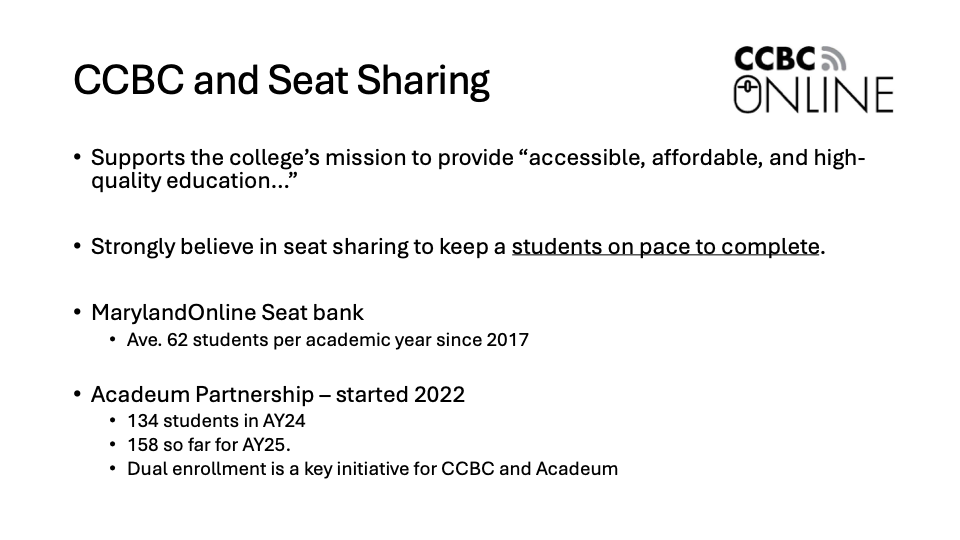 CCBC and Seat Sharing
CCBC
ONLINE
• Supports the college’s mission to provide “accessible, affordable, and high-
quality education…”
• Strongly believe in seat sharing to keep a students on pace to complete.
• MarylandOnline Seat bank
• Ave. 62 students per academic year since 2017
• Acadeum Partnership – started 2022
• 134 students in AY24
• 158 so far for AY25.
• Dual enrollment is a key initiative for CCBC and Acadeum